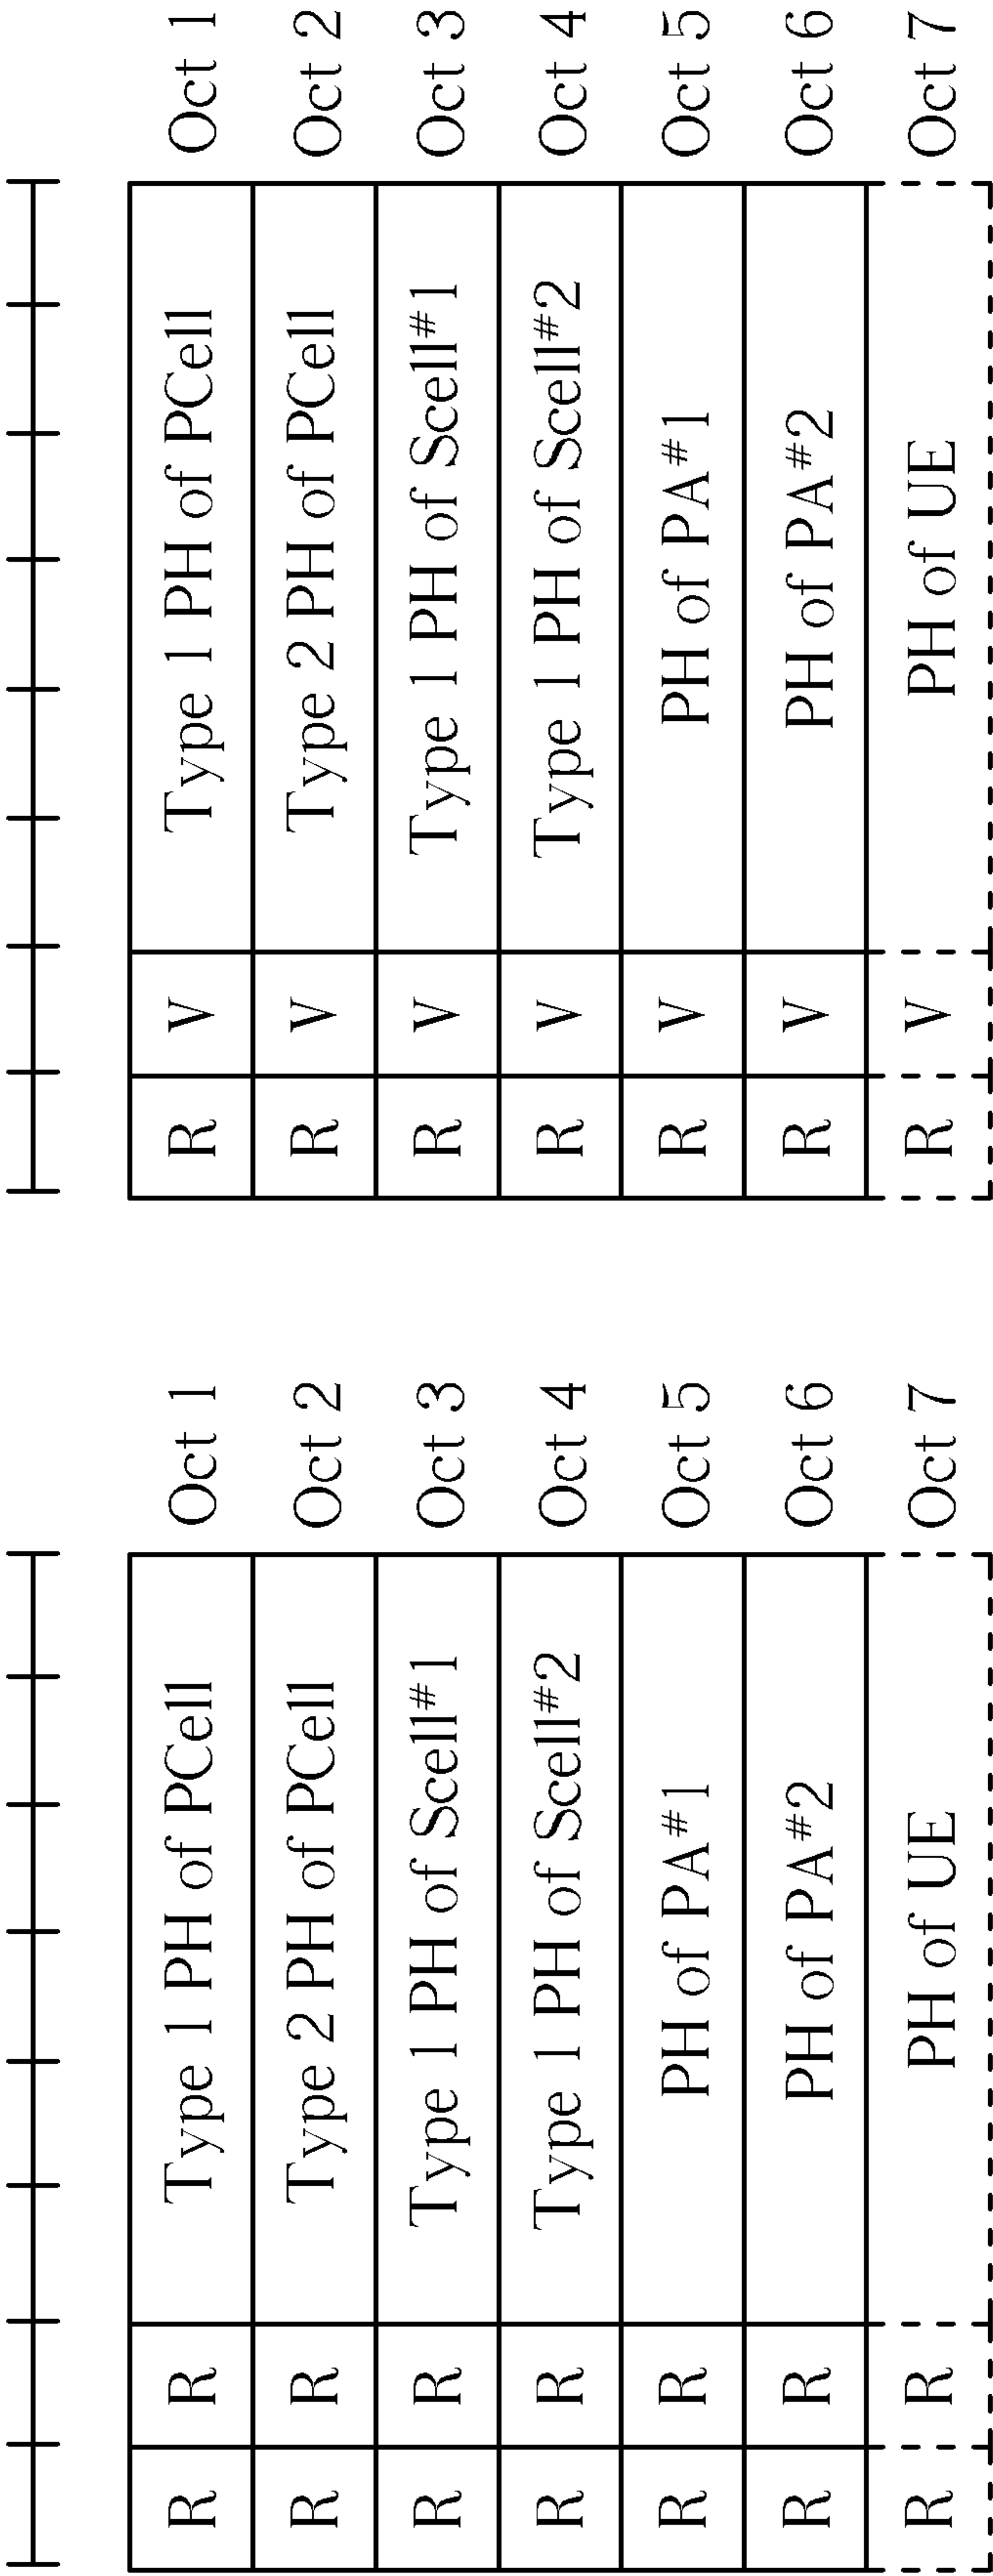 R R Type 1 PH of PCell Oct 1
R R Type 2 PH of PCell Oct 2
R R Type 1 PH of Scell#1 Oct 3
R R Type 1 PH of Scell#2 Oct 4
R R PH of PA#1 Oct 5
R R PH of PA#2 Oct 6
R R PH of UE Oct 7
R V Type 1 PH of PCell Oct 1
R V Type 2 PH of PCell Oct 2
R V Type 1 PH of Scell#1 Oct 3
R V Type 1 PH of Scell#2 Oct 4
R V PH of PA#1 Oct 5
R V PH of PA#2 Oct 6
R V PH of UE Oct 7